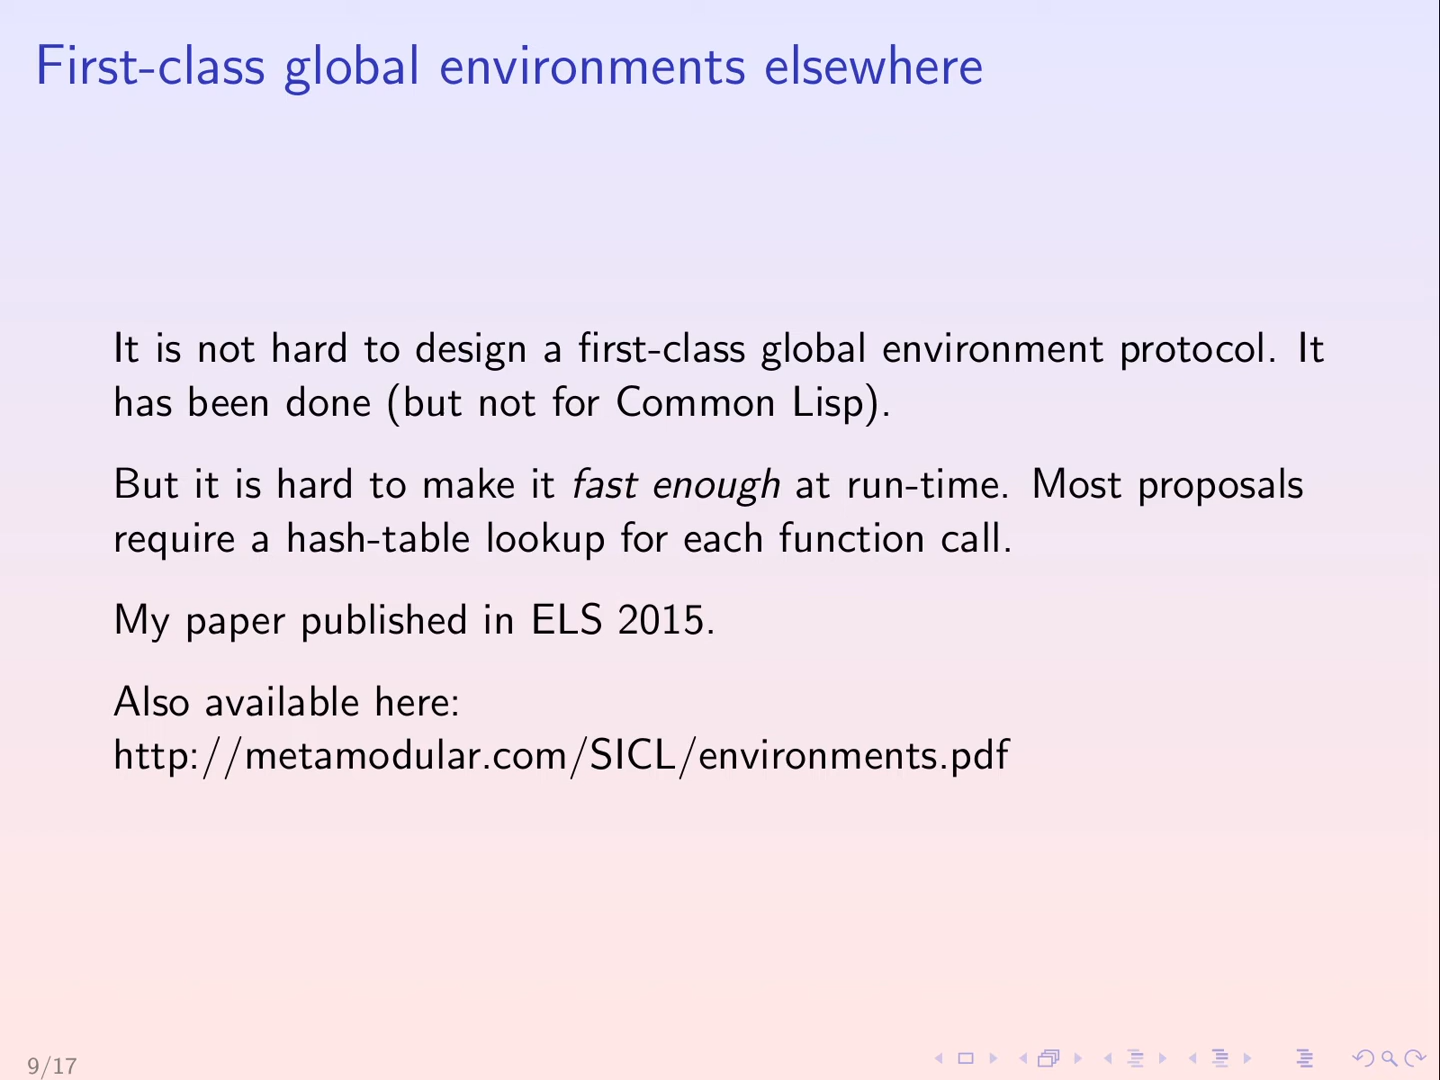 First-class global environments elsewhere
It is not hard to design a first-class global environment protocol. It
has been done (but not for Common Lisp).
But it is hard to make it fast enough at run-time. Most proposals
require a hash-table lookup for each function call.
My paper published in ELS 2015.
Also available here:
http://metamodular.com/SICL/environments.pdf
9/17